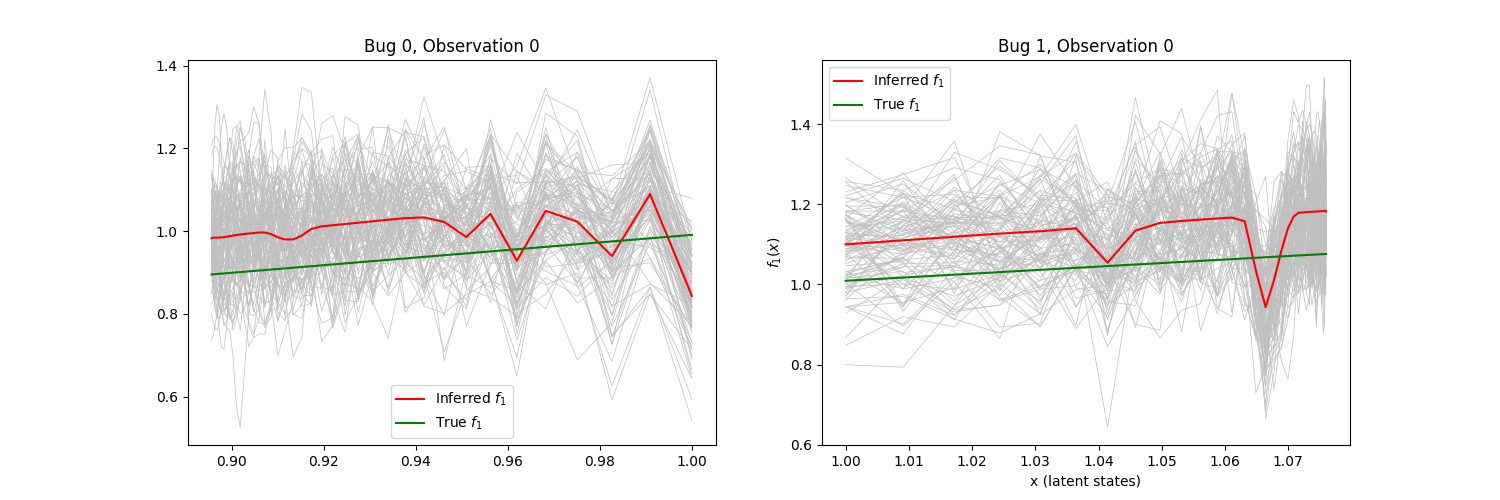 Bug 0, Observation 0
1.4
1.2
1.0
0.8
0.6
Inferred f₁
True f₁
0.90 0.92 0.94 0.96 0.98 1.00
Bug 1, Observation 0
Inferred f₁
True f₁
f₁(x)
1.4
1.2
1.0
0.8
0.6
1.00 1.01 1.02 1.03 1.04 1.05 1.06 1.07
x (latent states)